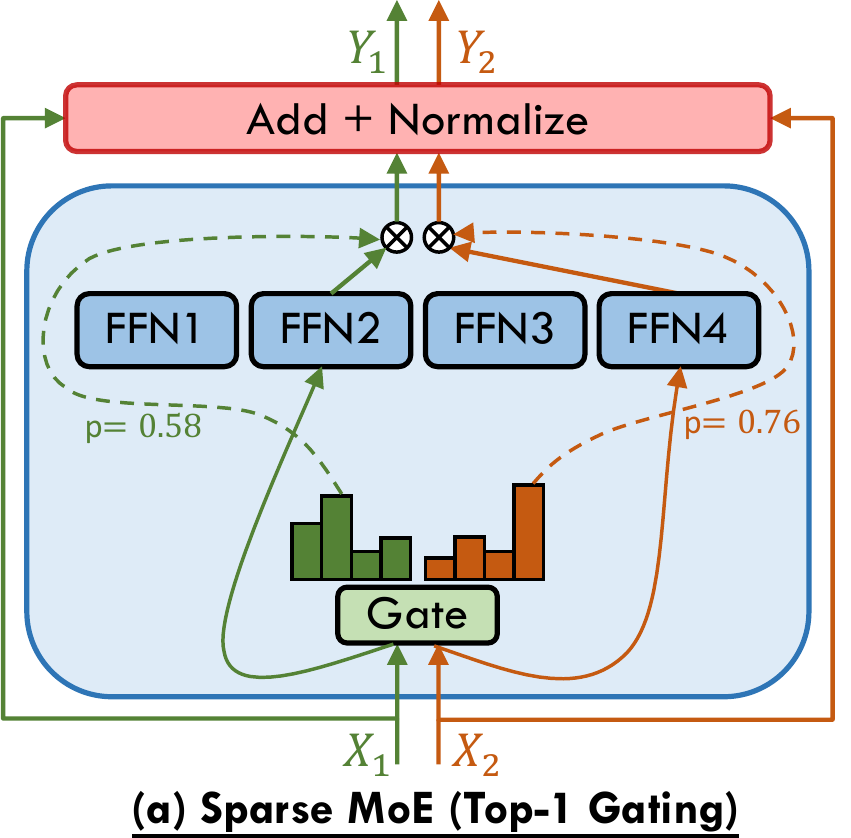 Y₁ Y₂
Add + Normalize
FFN1 FFN2 FFN3 FFN4
p= 0.58 p= 0.76
Gate
X₁ X₂
(a) Sparse MoE (Top-1 Gating)